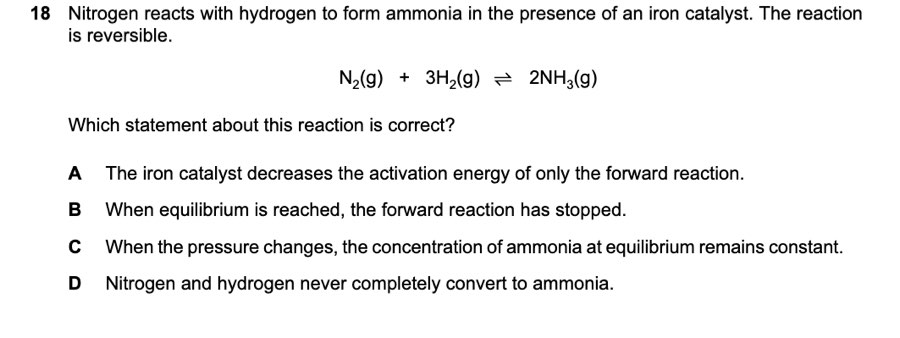 18 Nitrogen reacts with hydrogen to form ammonia in the presence of an iron catalyst. The reaction
is reversible.
N₂(g) + 3H₂(g) ⇌ 2NH₃(g)
Which statement about this reaction is correct?
A The iron catalyst decreases the activation energy of only the forward reaction.
B When equilibrium is reached, the forward reaction has stopped.
C When the pressure changes, the concentration of ammonia at equilibrium remains constant.
D Nitrogen and hydrogen never completely convert to ammonia.